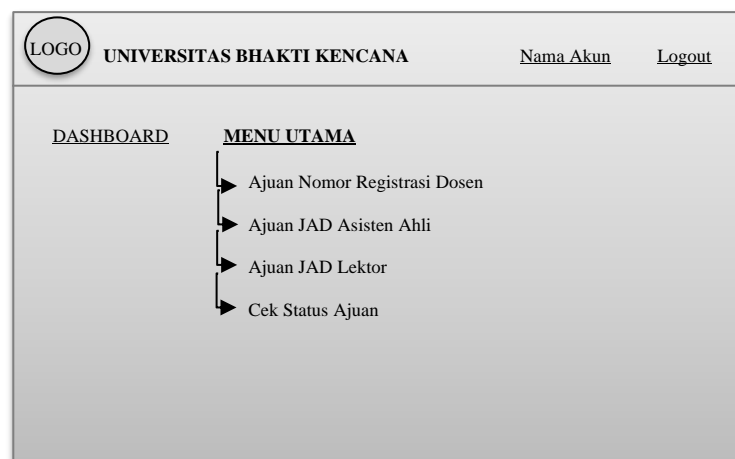 LOGO
UNIVERSITAS BHAKTI KENCANA
Nama Akun
Logout
DASHBOARD
MENU UTAMA
Ajuan Nomor Registrasi Dosen
Ajuan JAD Asisten Ahli
Ajuan JAD Lektor
Cek Status Ajuan